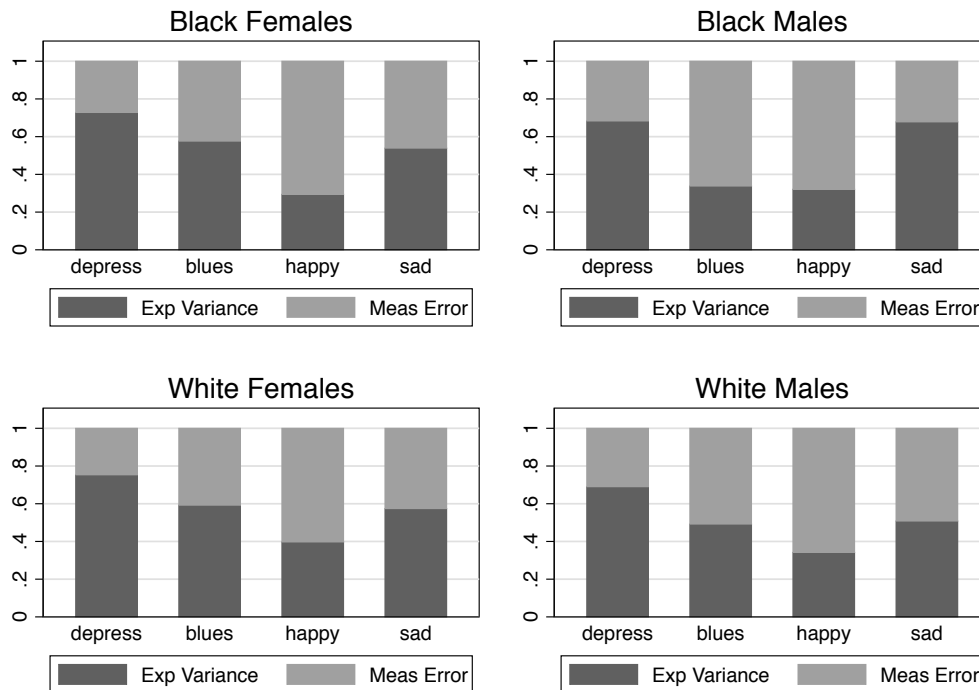 Black Females
0 .2 .4 .6 .8 1
depress blues happy sad
Exp Variance Meas Error
Black Males
0 .2 .4 .6 .8 1
depress blues happy sad
Exp Variance Meas Error
White Females
0 .2 .4 .6 .8 1
depress blues happy sad
Exp Variance Meas Error
White Males
0 .2 .4 .6 .8 1
depress blues happy sad
Exp Variance Meas Error